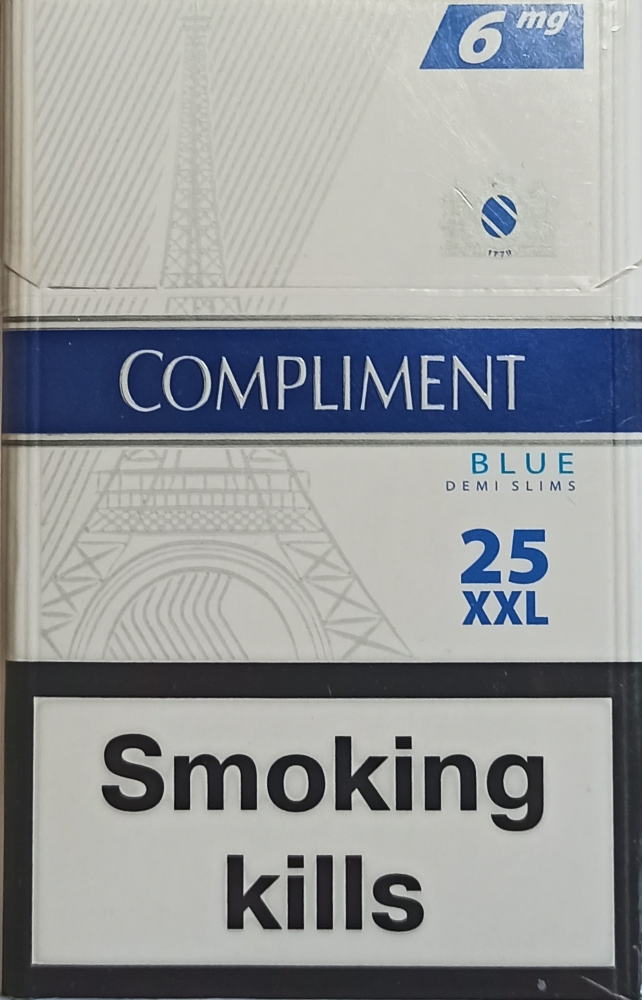 6 mg
COMPLIMENT
BLUE
DEMI SLIMS
25
XXL
Smoking
kills